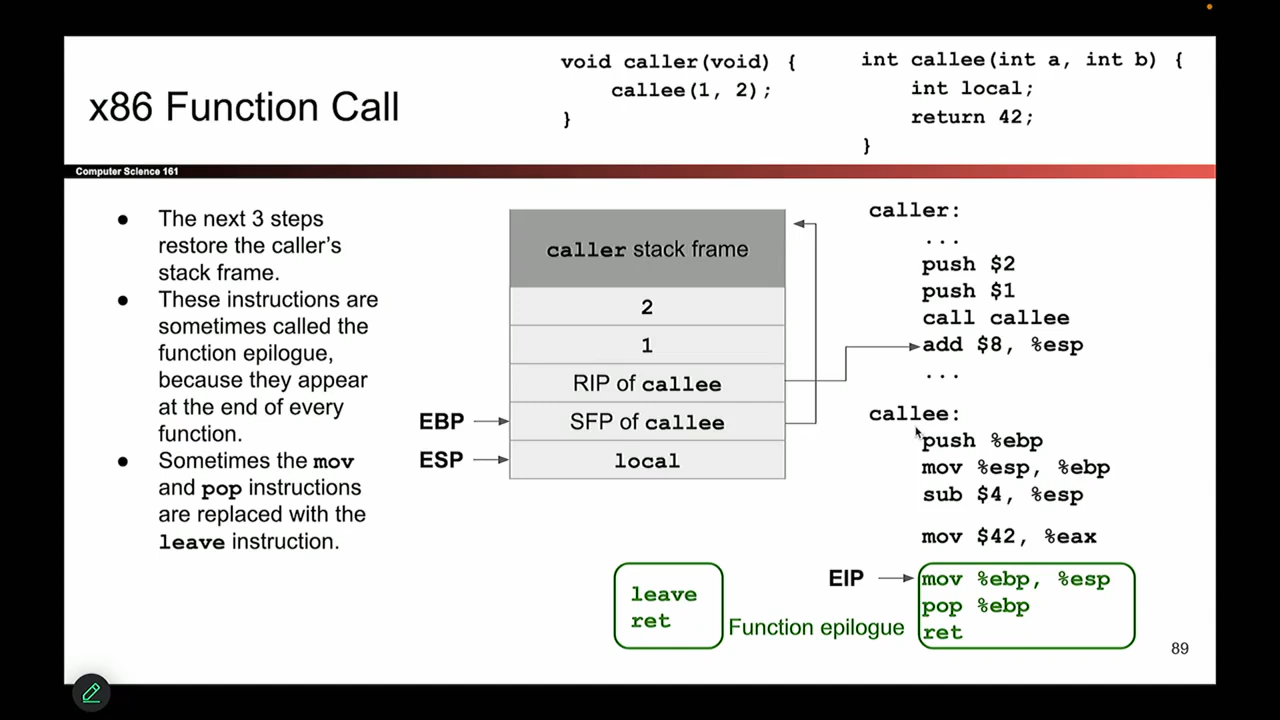 x86 Function Call
void caller(void) {
callee(1, 2);
}
int callee(int a, int b) {
int local;
return 42;
}
Computer Science 161
● The next 3 steps
restore the caller's
stack frame.
● These instructions are
sometimes called the
function epilogue,
because they appear
at the end of every
function.
● Sometimes the mov
and pop instructions
are replaced with the
leave instruction.
caller stack frame
2
1
RIP of callee
EBP
SFP of callee
ESP
local
caller:
...
push $2
push $1
call callee
add $8, %esp
...
callee:
push %ebp
mov %esp, %ebp
sub $4, %esp
mov $42, %eax
EIP
mov %ebp, %esp
pop %ebp
ret
leave
ret
Function epilogue
89